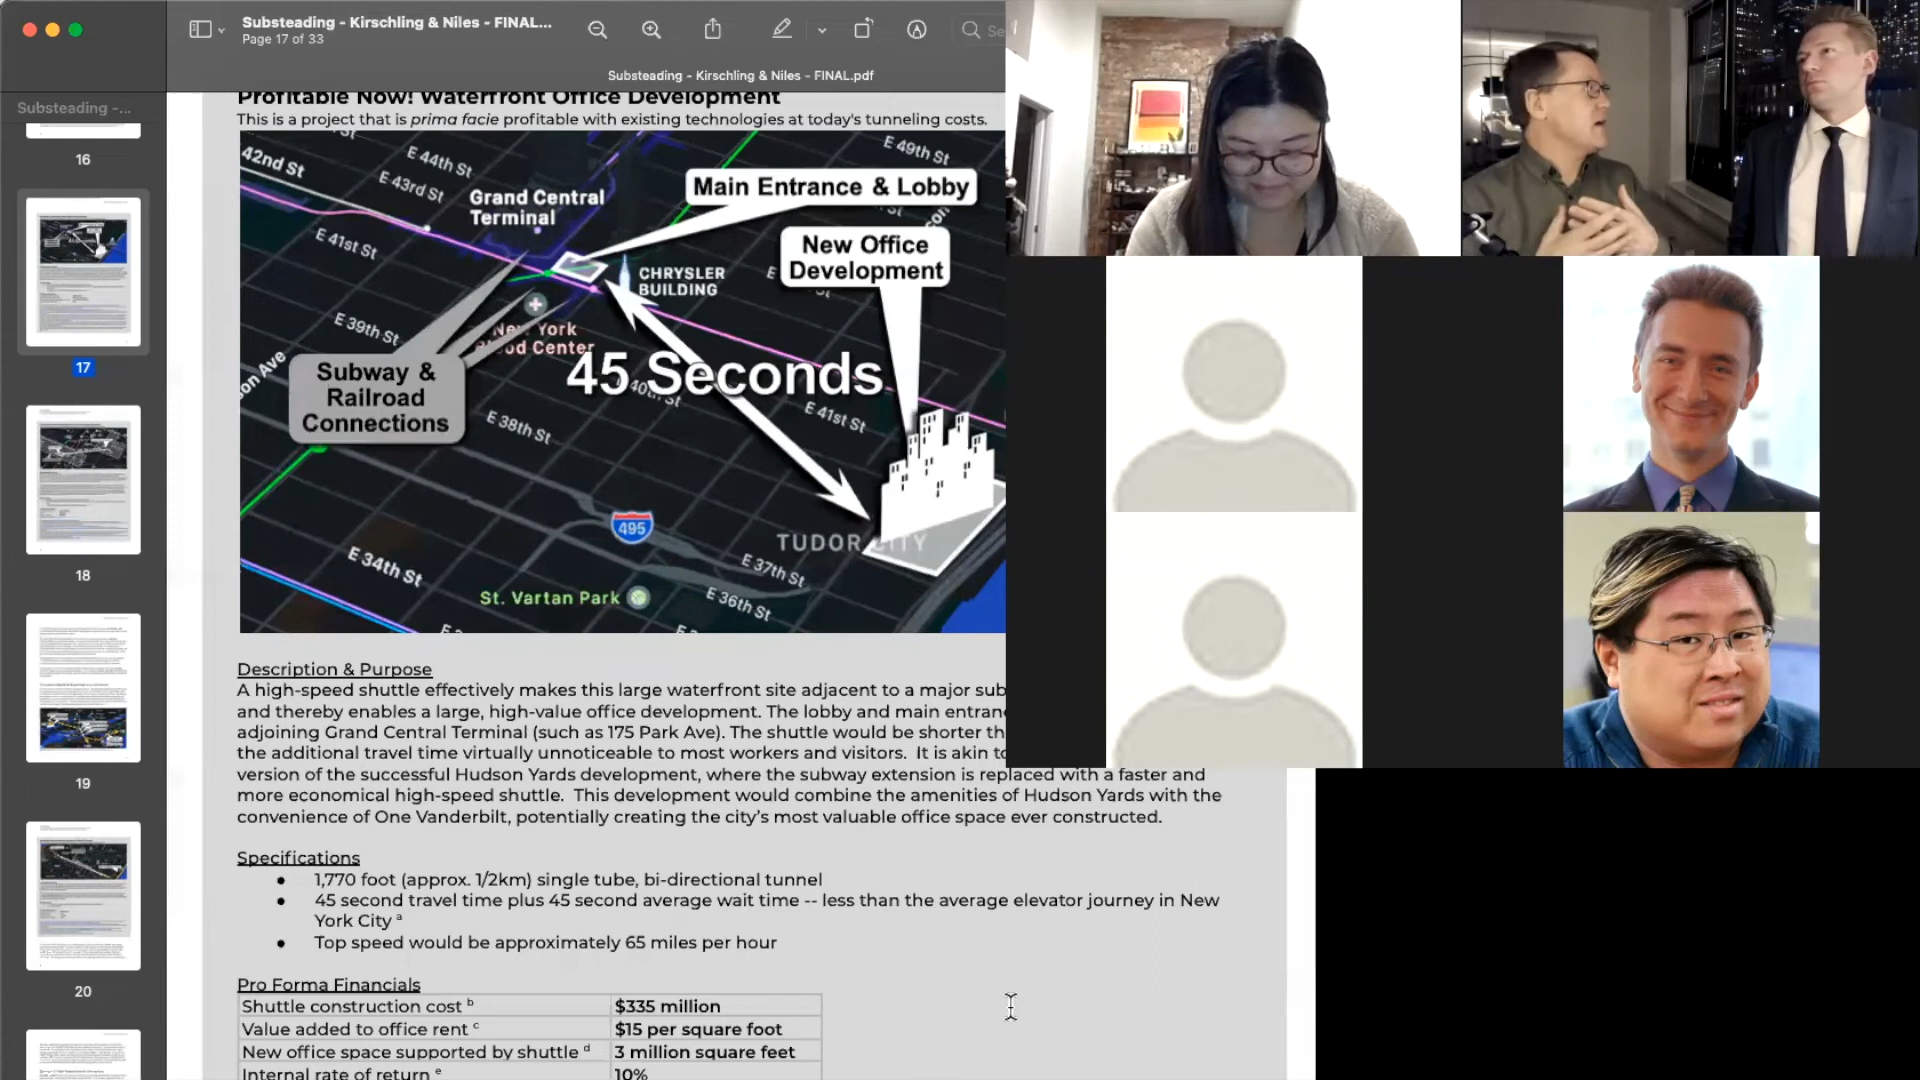 Substeading - Kirschling & Niles - FINAL...
Page 17 of 33
Substeading - Kirschling & Niles - FINAL.pdf
Substeading -...
16
17
18
19
20
Profitable Now! Waterfront Office Development
This is a project that is prima facie profitable with existing technologies at today's tunneling costs.
42nd St
E 44th St
E 43rd St
E 49th St
Grand Central
Terminal
Main Entrance & Lobby
E 41st St
New Office
Development
CHRYSLER
BUILDING
E 39th St
New York
Blood Center
45 Seconds
Subway &
Railroad
Connections
E 38th St
E 41st St
495
TUDOR CITY
E 34th St
E 37th St
St. Vartan Park
E 36th St
Description & Purpose
A high-speed shuttle effectively makes this large waterfront site adjacent to a major sub
and thereby enables a large, high-value office development. The lobby and main entran
adjoining Grand Central Terminal (such as 175 Park Ave). The shuttle would be shorter th
the additional travel time virtually unnoticeable to most workers and visitors. It is akin to
version of the successful Hudson Yards development, where the subway extension is replaced with a faster and
more economical high-speed shuttle. This development would combine the amenities of Hudson Yards with the
convenience of One Vanderbilt, potentially creating the city's most valuable office space ever constructed.
Specifications
● 1,770 foot (approx. 1/2km) single tube, bi-directional tunnel
● 45 second travel time plus 45 second average wait time -- less than the average elevator journey in New
York City a
● Top speed would be approximately 65 miles per hour
Pro Forma Financials
Shuttle construction cost b $335 million
Value added to office rent c $15 per square foot
New office space supported by shuttle d 3 million square feet
Internal rate of return e 10%